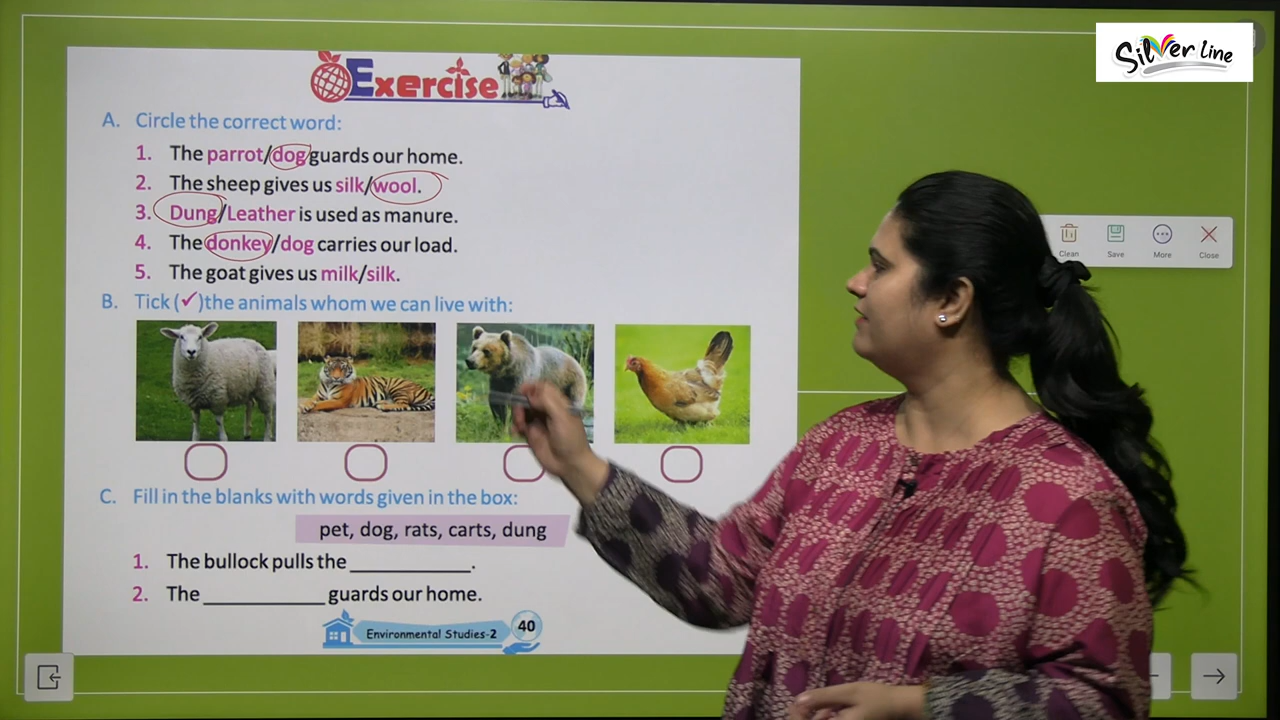 Silver line
Exercise
A. Circle the correct word:
1. The parrot/dog guards our home.
2. The sheep gives us silk/wool.
3. Dung/Leather is used as manure.
4. The donkey/dog carries our load.
5. The goat gives us milk/silk.
Clean Save More Close
B. Tick (✓)the animals whom we can live with:
C. Fill in the blanks with words given in the box:
pet, dog, rats, carts, dung
1. The bullock pulls the ___________.
2. The ___________ guards our home.
Environmental Studies-2 40